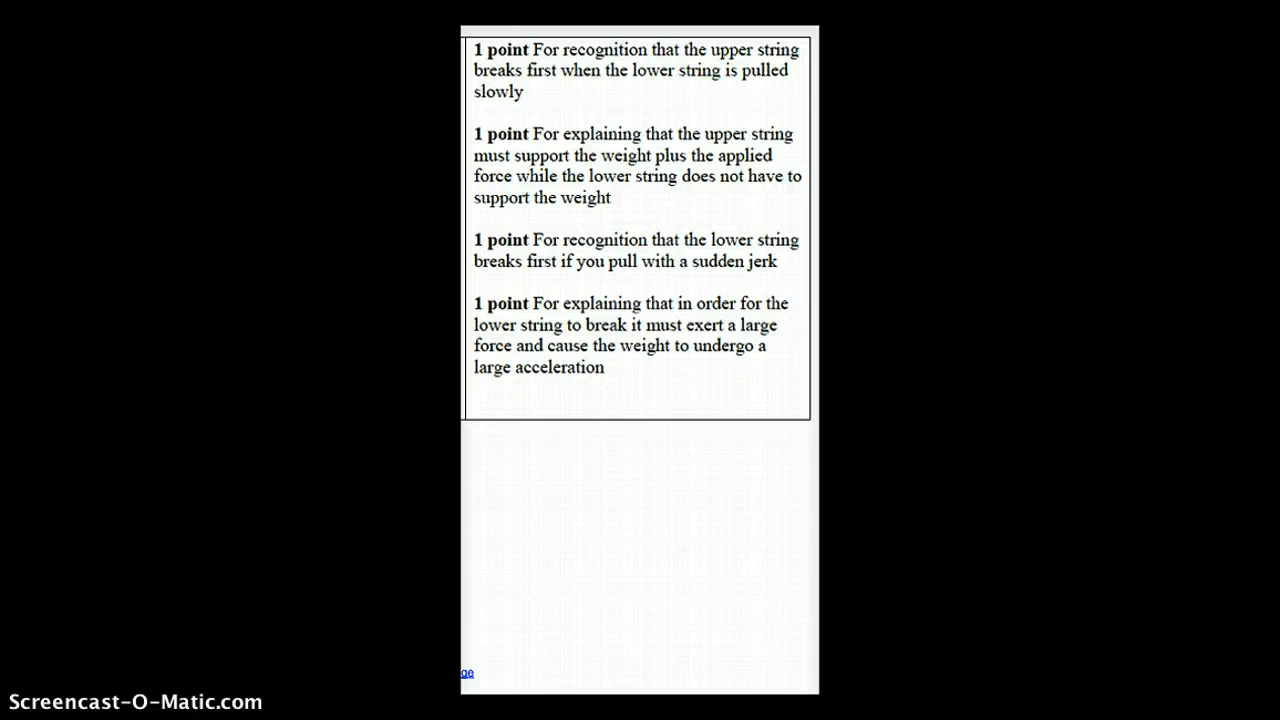 1 point For recognition that the upper string
breaks first when the lower string is pulled
slowly
1 point For explaining that the upper string
must support the weight plus the applied
force while the lower string does not have to
support the weight
1 point For recognition that the lower string
breaks first if you pull with a sudden jerk
1 point For explaining that in order for the
lower string to break it must exert a large
force and cause the weight to undergo a
large acceleration
ge
Screencast-O-Matic.com